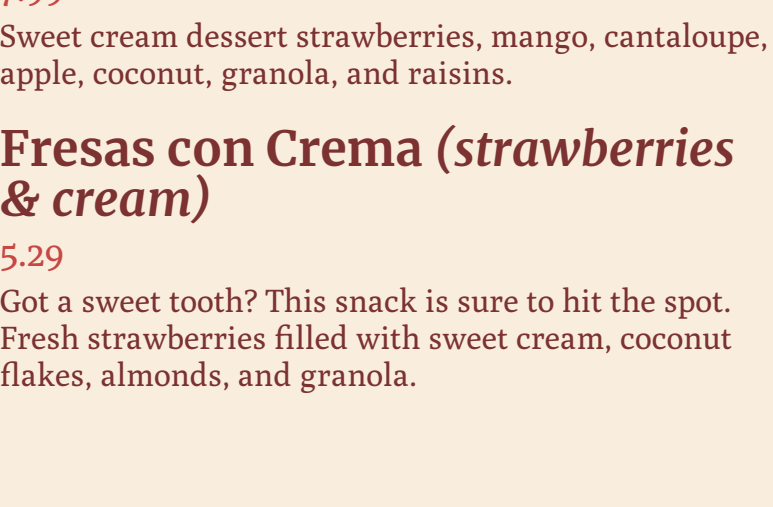 Sweet cream dessert strawberries, mango, cantaloupe,
apple, coconut, granola, and raisins.
Fresas con Crema (strawberries
& cream)
5.29
Got a sweet tooth? This snack is sure to hit the spot.
Fresh strawberries filled with sweet cream, coconut
flakes, almonds, and granola.